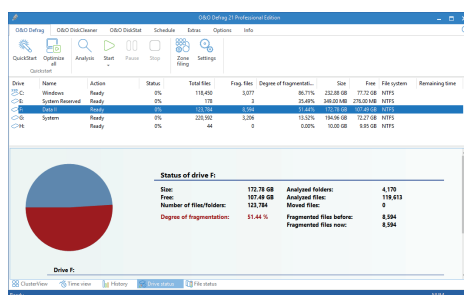 O&O Defrag 21 Professional Edition
O&O Defrag O&O DiskCleaner O&O DiskStat Schedule Extras Options Info
QuickStart Optimise all Analysis Start Pause Stop Zone filing Settings
Quickstart
Drive Name Action Status Total files Frag. files Degree of fragmentati... Size Free File system Remaining time
C: Windows Ready 0% 118,450 3,077 86.71% 232.88 GB 77.72 GB NTFS
E: System Reserved Ready 0% 178 3 35.49% 349.00 MB 276.00 MB NTFS
F: Data II Ready 0% 123,784 8,594 51.44% 172.78 GB 107.49 GB NTFS
G: System Ready 0% 220,592 3,206 13.52% 194.96 GB 72.27 GB NTFS
Ready 0% 44 0 0.00% 10.00 GB 9.95 GB NTFS
Status of drive F:
Size: 172.78 GB Analyzed folders: 4,170
Free: 107.49 GB Analyzed files: 119,613
Number of files/folders: 123,784 Moved files: 0
Degree of fragmentation: 51.44 % Fragmented files before: 8,594
Fragmented files now: 8,594
Drive F:
ClusterView Time view History Drive status File status
Ready